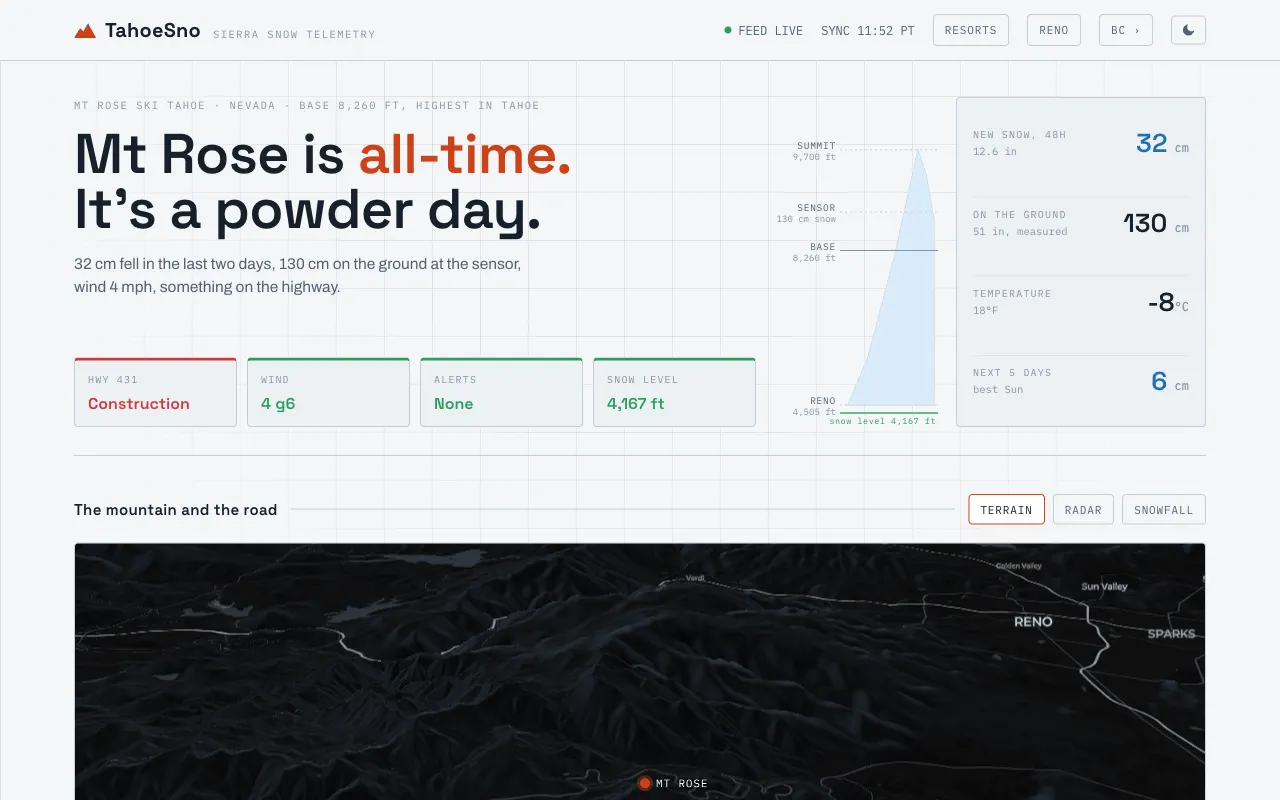 TahoeSno SIERRA SNOW TELEMETRY
FEED LIVE SYNC 11:52 PT RESORTS RENO BC ›
MT ROSE SKI TAHOE · NEVADA · BASE 8,260 FT, HIGHEST IN TAHOE
Mt Rose is all-time.
It’s a powder day.
32 cm fell in the last two days, 130 cm on the ground at the sensor,
wind 4 mph, something on the highway.
HWY 431
Construction
WIND
4 g6
ALERTS
None
SNOW LEVEL
4,167 ft
SUMMIT
9,700 ft
SENSOR
130 cm snow
BASE
8,260 ft
RENO
4,505 ft
snow level 4,167 ft
NEW SNOW, 48H
12.6 in
32 cm
ON THE GROUND
51 in, measured
130 cm
TEMPERATURE
18°F
-8°C
NEXT 5 DAYS
best Sun
6 cm
The mountain and the road
TERRAIN RADAR SNOWFALL
Golden Valley
Verdi
Sun Valley
RENO
SPARKS
MT ROSE